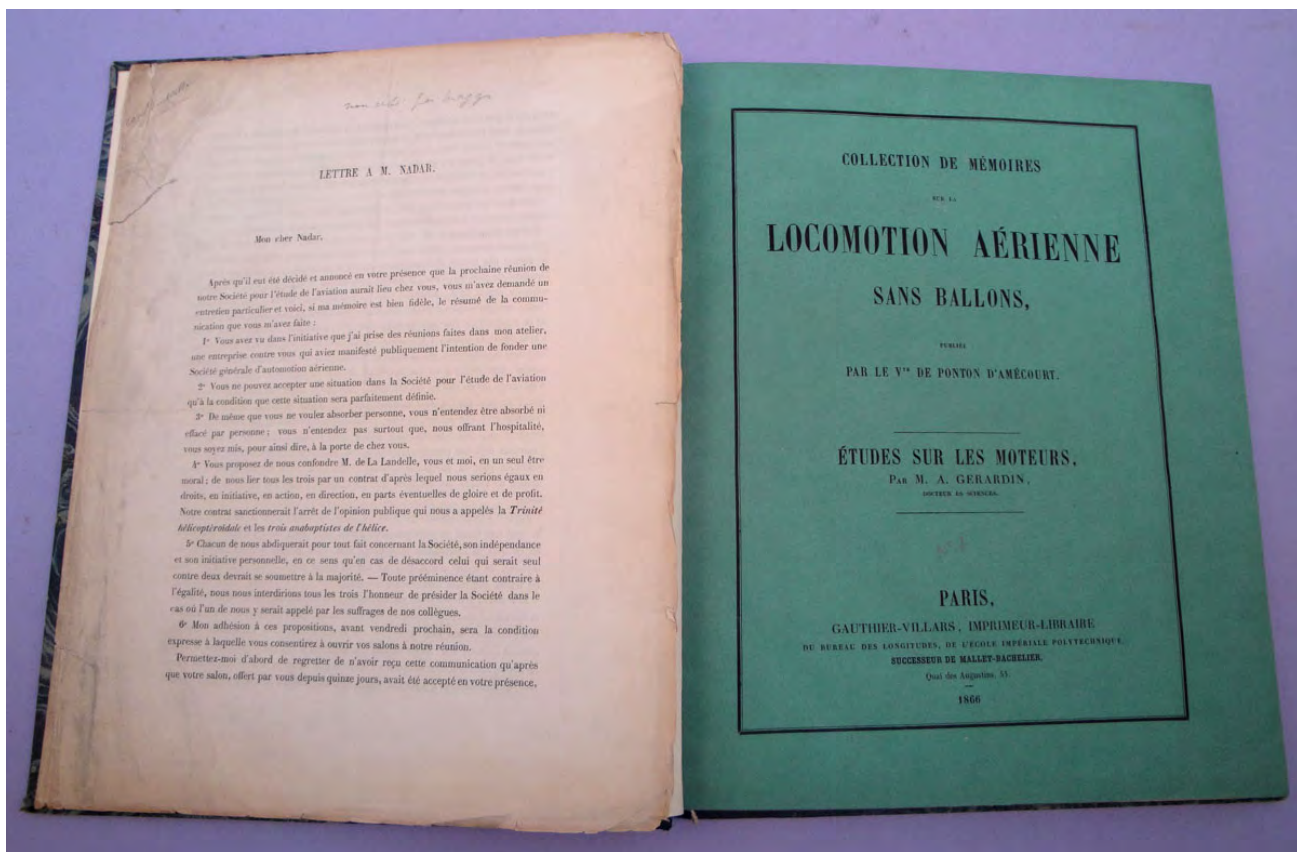 LETTRE A M. NADAR.
Mon cher Nadar,
Après qu'il eut été décidé et annoncé en votre présence que la prochaine réunion de
notre Société pour l'étude de l'aviation aurait lieu chez vous, vous m'avez demandé un
entretien particulier et voici, si ma mémoire est bien fidèle, le résumé de la commu-
nication que vous m'avez faite :
1° Vous avez vu dans l'initiative que j'ai prise des réunions faites dans mon atelier,
une entreprise contre vous qui aviez manifesté publiquement l'intention de fonder une
Société générale d'automotion aérienne.
2° Vous ne pouvez accepter une situation dans la Société pour l'étude de l'aviation
qu'à la condition que cette situation sera parfaitement définie.
3° De même que vous ne voulez absorber personne, vous n'entendez être absorbé ni
effacé par personne; vous n'entendez pas surtout que, nous offrant l'hospitalité,
vous soyez mis, pour ainsi dire, à la porte de chez vous.
4° Vous proposez de nous confondre M. de La Landelle, vous et moi, en un seul être
moral; de nous lier tous les trois par un contrat d'après lequel nous serions égaux en
droits, en initiative, en action, en direction, en parts éventuelles de gloire et de profit.
Notre contrat sanctionnerait l'arrêt de l'opinion publique qui nous a appelés la Trinité
hélicoptéroïdale et les trois anabaptistes de l'hélice.
5° Chacun de nous abdiquerait pour tout fait concernant la Société, son indépendance
et son initiative personnelle, en ce sens qu'en cas de désaccord celui qui serait seul
contre deux devrait se soumettre à la majorité. — Toute prééminence étant contraire à
l'égalité, nous nous interdirions tous les trois l'honneur de présider la Société dans le
cas où l'un de nous y serait appelé par les suffrages de nos collègues.
6° Mon adhésion à ces propositions, avant vendredi prochain, sera la condition
expresse à laquelle vous consentirez à ouvrir vos salons à notre réunion.
Permettez-moi d'abord de regretter de n'avoir reçu cette communication qu'après
que votre salon, offert par vous depuis quinze jours, avait été accepté en votre présence,
COLLECTION DE MÉMOIRES
SUR LA
LOCOMOTION AÉRIENNE
SANS BALLONS,
PUBLIÉE
PAR LE Vte DE PONTON D'AMÉCOURT.
ÉTUDES SUR LES MOTEURS,
PAR M. A. GERARDIN,
DOCTEUR ÈS SCIENCES.
PARIS,
GAUTHIER-VILLARS, IMPRIMEUR-LIBRAIRE
DU BUREAU DES LONGITUDES, DE L'ÉCOLE IMPÉRIALE POLYTECHNIQUE,
SUCCESSEUR DE MALLET-BACHELIER,
Quai des Augustins, 55
1866